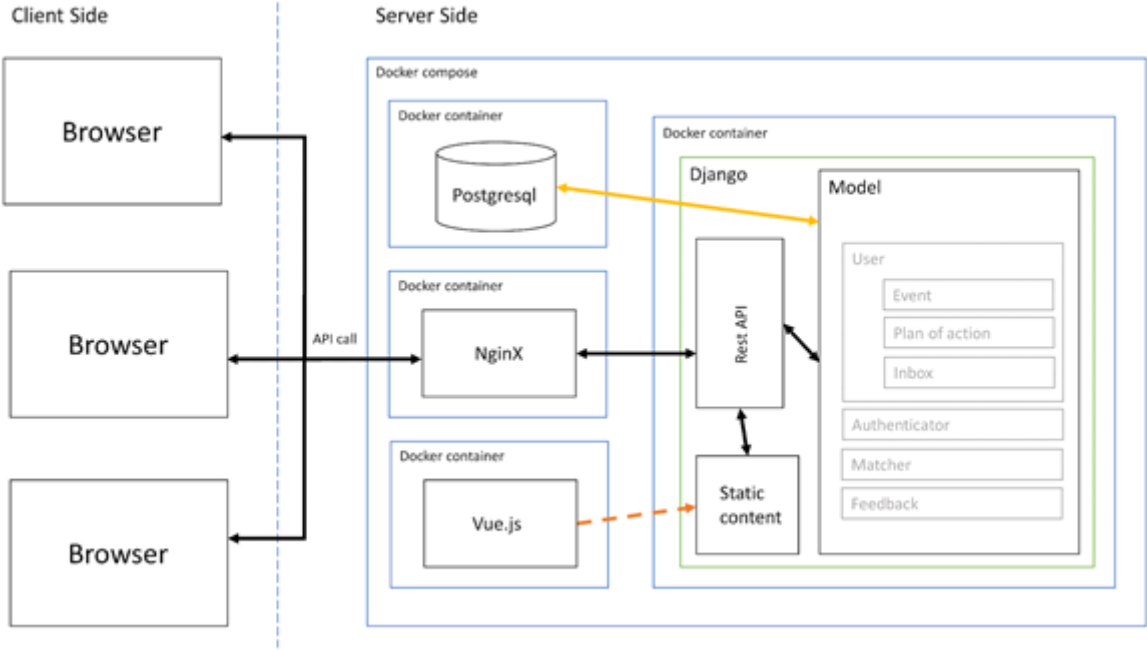 Client Side
Server Side
Browser
Browser
Browser
API call
Docker compose
Docker container
Postgresql
Docker container
NginX
Docker container
Vue.js
Docker container
Django
Rest API
Static
content
Model
User
Event
Plan of action
Inbox
Authenticator
Matcher
Feedback